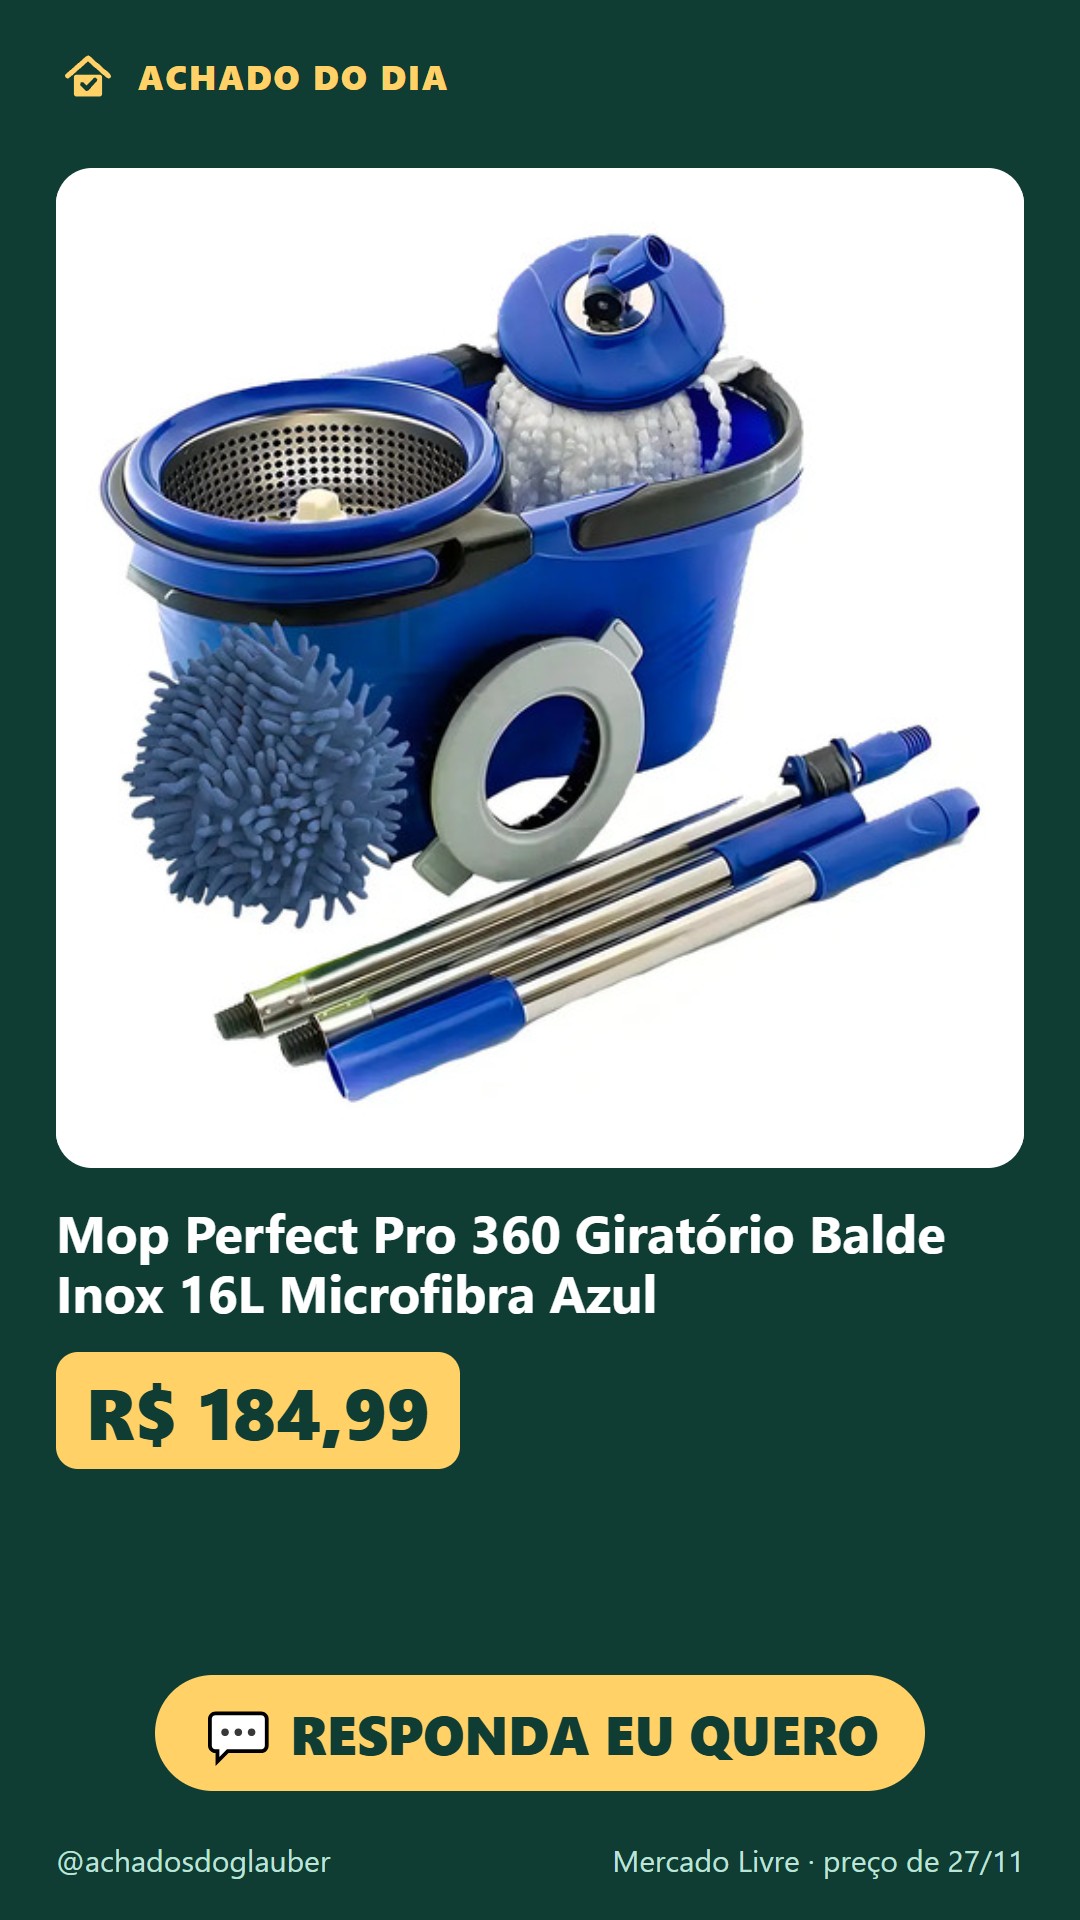 ACHADO DO DIA
Mop Perfect Pro 360 Giratório Balde
Inox 16L Microfibra Azul
R$ 184,99
RESPONDA EU QUERO
@achadosdoglauber
Mercado Livre · preço de 27/11